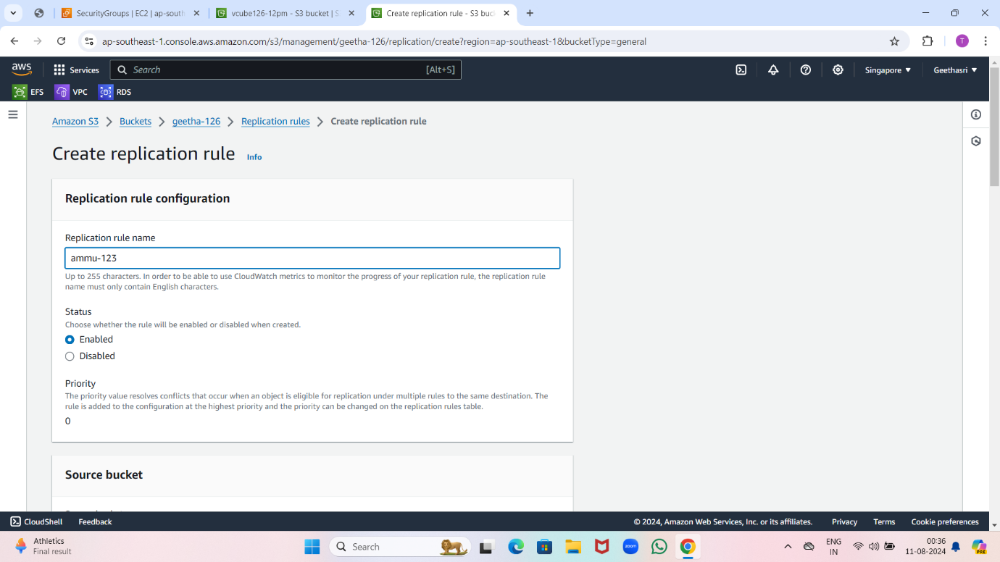 SecurityGroups | EC2 | ap-south
vcube126-12pm - S3 bucket | S
Create replication rule - S3 buck
ap-southeast-1.console.aws.amazon.com/s3/management/geetha-126/replication/create?region=ap-southeast-1&bucketType=general
T
aws
Services
Search
[Alt+S]
Singapore
Geethasri
EFS
VPC
RDS
Amazon S3
Buckets
geetha-126
Replication rules
Create replication rule
Create replication rule
Info
Replication rule configuration
Replication rule name
ammu-123
Up to 255 characters. In order to be able to use CloudWatch metrics to monitor the progress of your replication rule, the replication rule
name must only contain English characters.
Status
Choose whether the rule will be enabled or disabled when created.
Enabled
Disabled
Priority
The priority value resolves conflicts that occur when an object is eligible for replication under multiple rules to the same destination. The
rule is added to the configuration at the highest priority and the priority can be changed on the replication rules table.
0
Source bucket
CloudShell
Feedback
© 2024, Amazon Web Services, Inc. or its affiliates.
Privacy
Terms
Cookie preferences
Athletics
Final result
Search
zoom
ENG
IN
00:36
11-08-2024
PRE